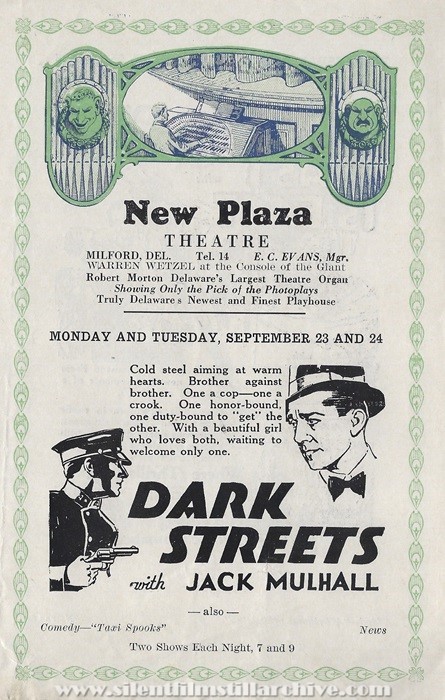 New Plaza
THEATRE
MILFORD, DEL. Tel. 14 E. C. EVANS, Mgr.
WARREN WETZEL at the Console of the Giant
Robert Morton Delaware's Largest Theatre Organ
Showing Only the Pick of the Photoplays
Truly Delaware's Newest and Finest Playhouse
MONDAY AND TUESDAY, SEPTEMBER 23 AND 24
Cold steel aiming at warm
hearts. Brother against
brother. One a cop—one a
crook. One honor-bound,
one duty-bound to "get" the
other. With a beautiful girl
who loves both, waiting to
welcome only one.
DARK
STREETS
with JACK MULHALL
— also —
Comedy—"Taxi Spooks" News
Two Shows Each Night, 7 and 9
www.silentfilmstillarchive.com